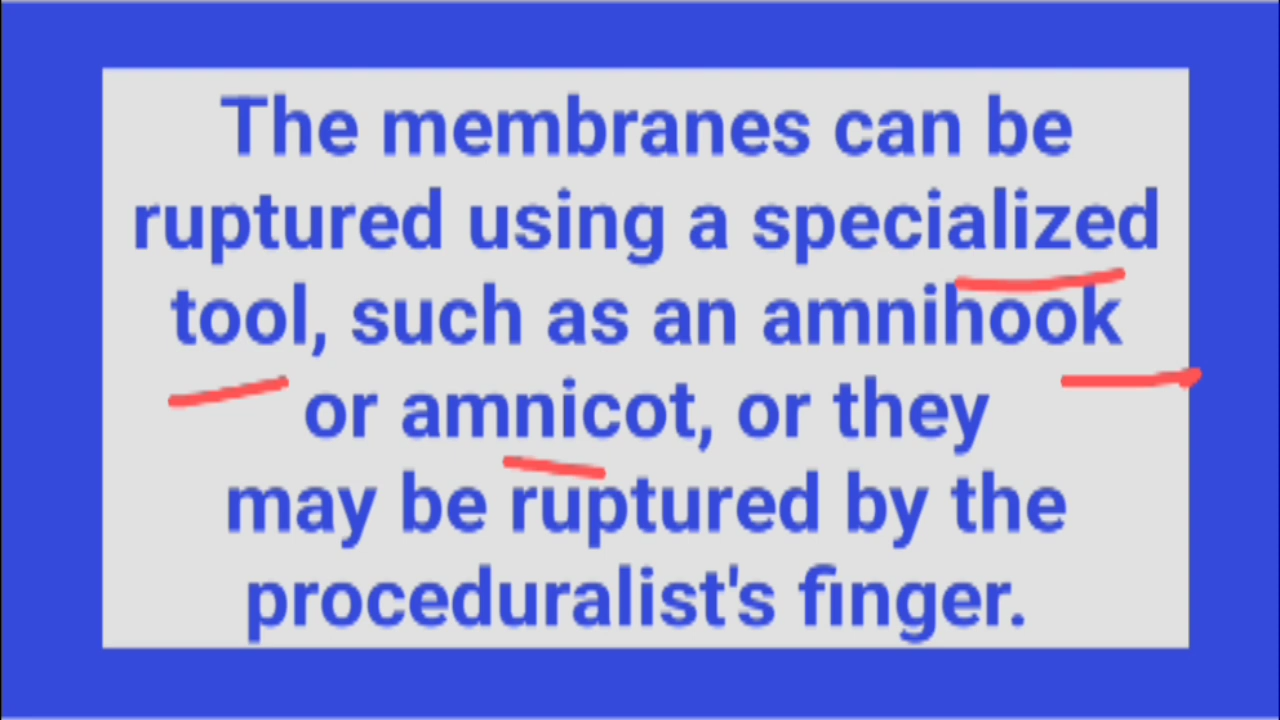 The membranes can be
ruptured using a specialized
tool, such as an amnihook
or amnicot, or they
may be ruptured by the
proceduralist's finger.